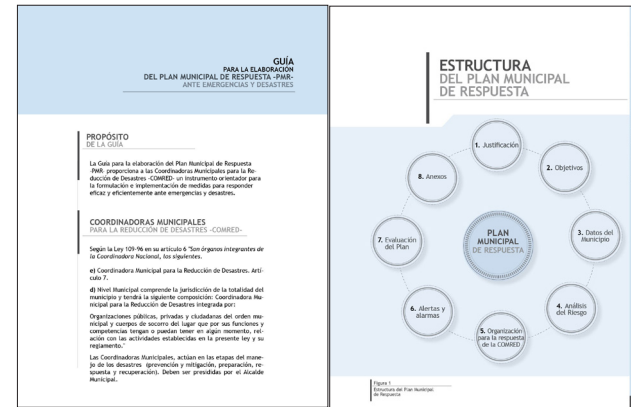 GUÍA
PARA LA ELABORACIÓN
DEL PLAN MUNICIPAL DE RESPUESTA -PMR-
ANTE EMERGENCIAS Y DESASTRES
PROPÓSITO
DE LA GUÍA
La Guía para la elaboración del Plan Municipal de Respuesta
-PMR- proporciona a las Coordinadoras Municipales para la Re-
ducción de Desastres -COMRED- un instrumento orientador para
la formulación e implementación de medidas para responder
eficaz y eficientemente ante emergencias y desastres.
COORDINADORAS MUNICIPALES
PARA LA REDUCCIÓN DE DESASTRES -COMRED-
Según la Ley 109-96 en su artículo 6 "Son órganos integrantes de
la Coordinadora Nacional, los siguientes.
e) Coordinadora Municipal para la Reducción de Desastres. Artí-
culo 7.
d) Nivel Municipal comprende la jurisdicción de la totalidad del
municipio y tendrá la siguiente composición: Coordinadora Mu-
nicipal para la Reducción de Desastres integrada por:
Organizaciones públicas, privadas y ciudadanas del orden mu-
nicipal y cuerpos de socorro del lugar que por sus funciones y
competencias tengan o puedan tener en algún momento, rel-
ación con las actividades establecidas en la presente ley y su
reglamento."
Las Coordinadoras Municipales, actúan en las etapas del mane-
jo de los desastres (prevención y mitigación, preparación, re-
spuesta y recuperación). Deben ser presididas por el Alcalde
Municipal.
ESTRUCTURA
DEL PLAN MUNICIPAL
DE RESPUESTA
1. Justificación
2. Objetivos
3. Datos del
Municipio
4. Análisis
del Riesgo
5. Organización
para la respuesta
de la COMRED
6. Alertas y
alarmas
7. Evaluación
del Plan
8. Anexos
PLAN
MUNICIPAL
DE RESPUESTA
Figura 1
Estructura del Plan Municipal
de Respuesta